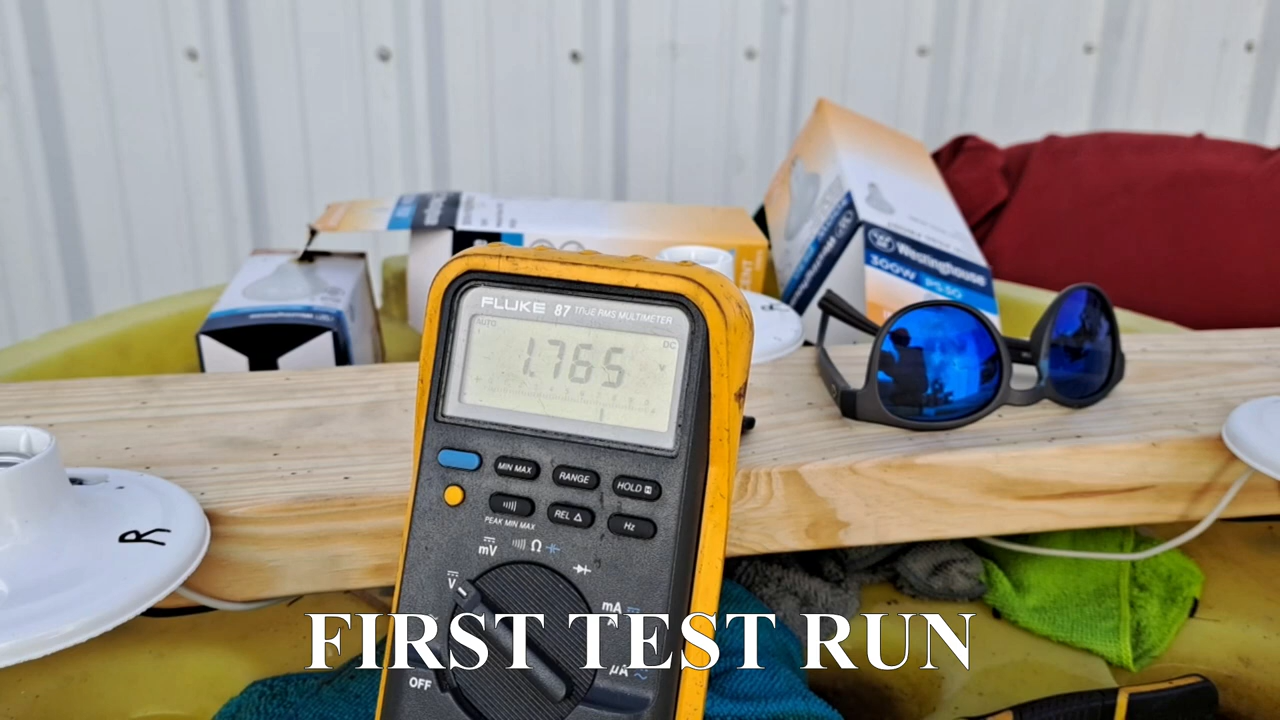 Westinghouse
300W PS30
FLUKE 87 TRUE RMS MULTIMETER
AUTO
DC
1.765
V
MIN MAX
RANGE
HOLD H
PEAK MIN MAX
REL Δ
Hz
mV
Ω
V
mA
µA
OFF
R
FIRST TEST RUN